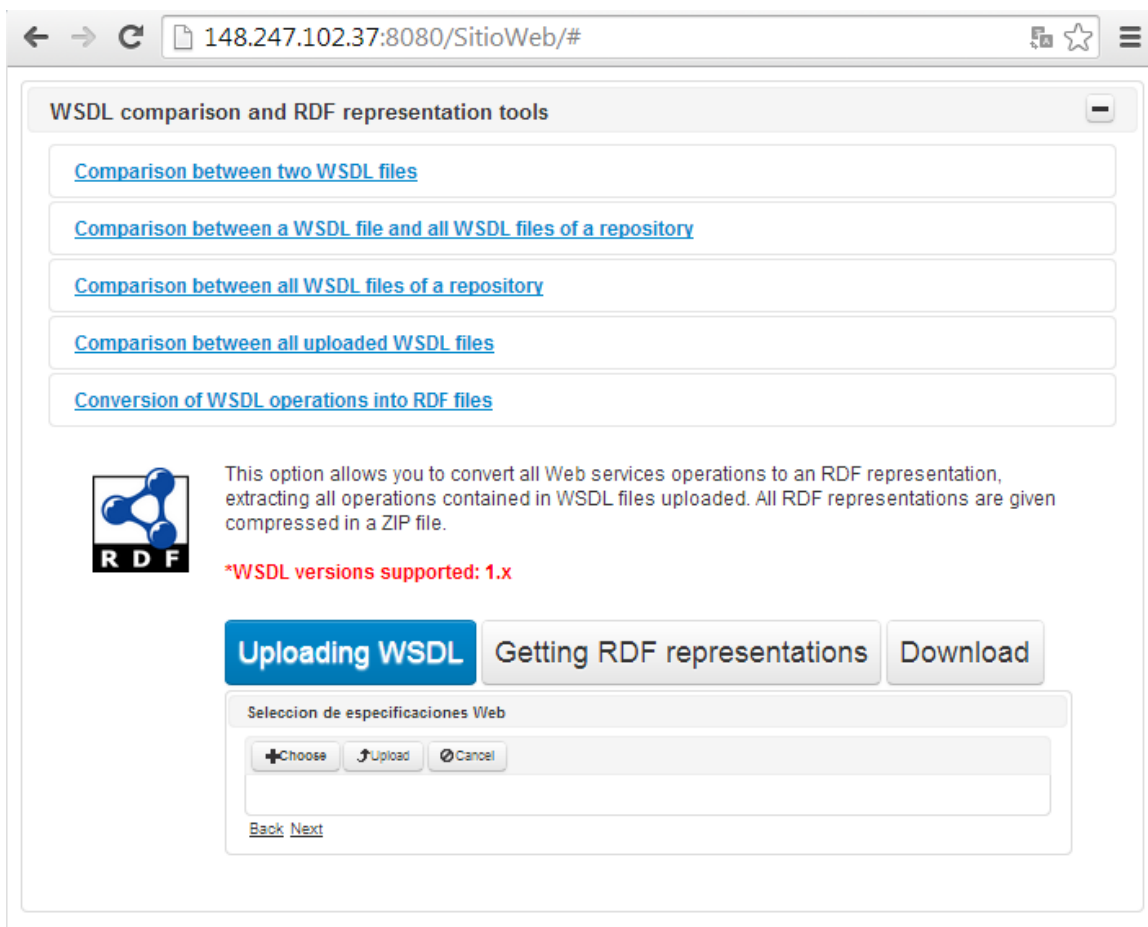 148.247.102.37:8080/SitioWeb/#
WSDL comparison and RDF representation tools
Comparison between two WSDL files
Comparison between a WSDL file and all WSDL files of a repository
Comparison between all WSDL files of a repository
Comparison between all uploaded WSDL files
Conversion of WSDL operations into RDF files
This option allows you to convert all Web services operations to an RDF representation,
extracting all operations contained in WSDL files uploaded. All RDF representations are given
compressed in a ZIP file.
RDF
*WSDL versions supported: 1.x
Uploading WSDL Getting RDF representations Download
Seleccion de especificaciones Web
Choose Upload Cancel
Back Next